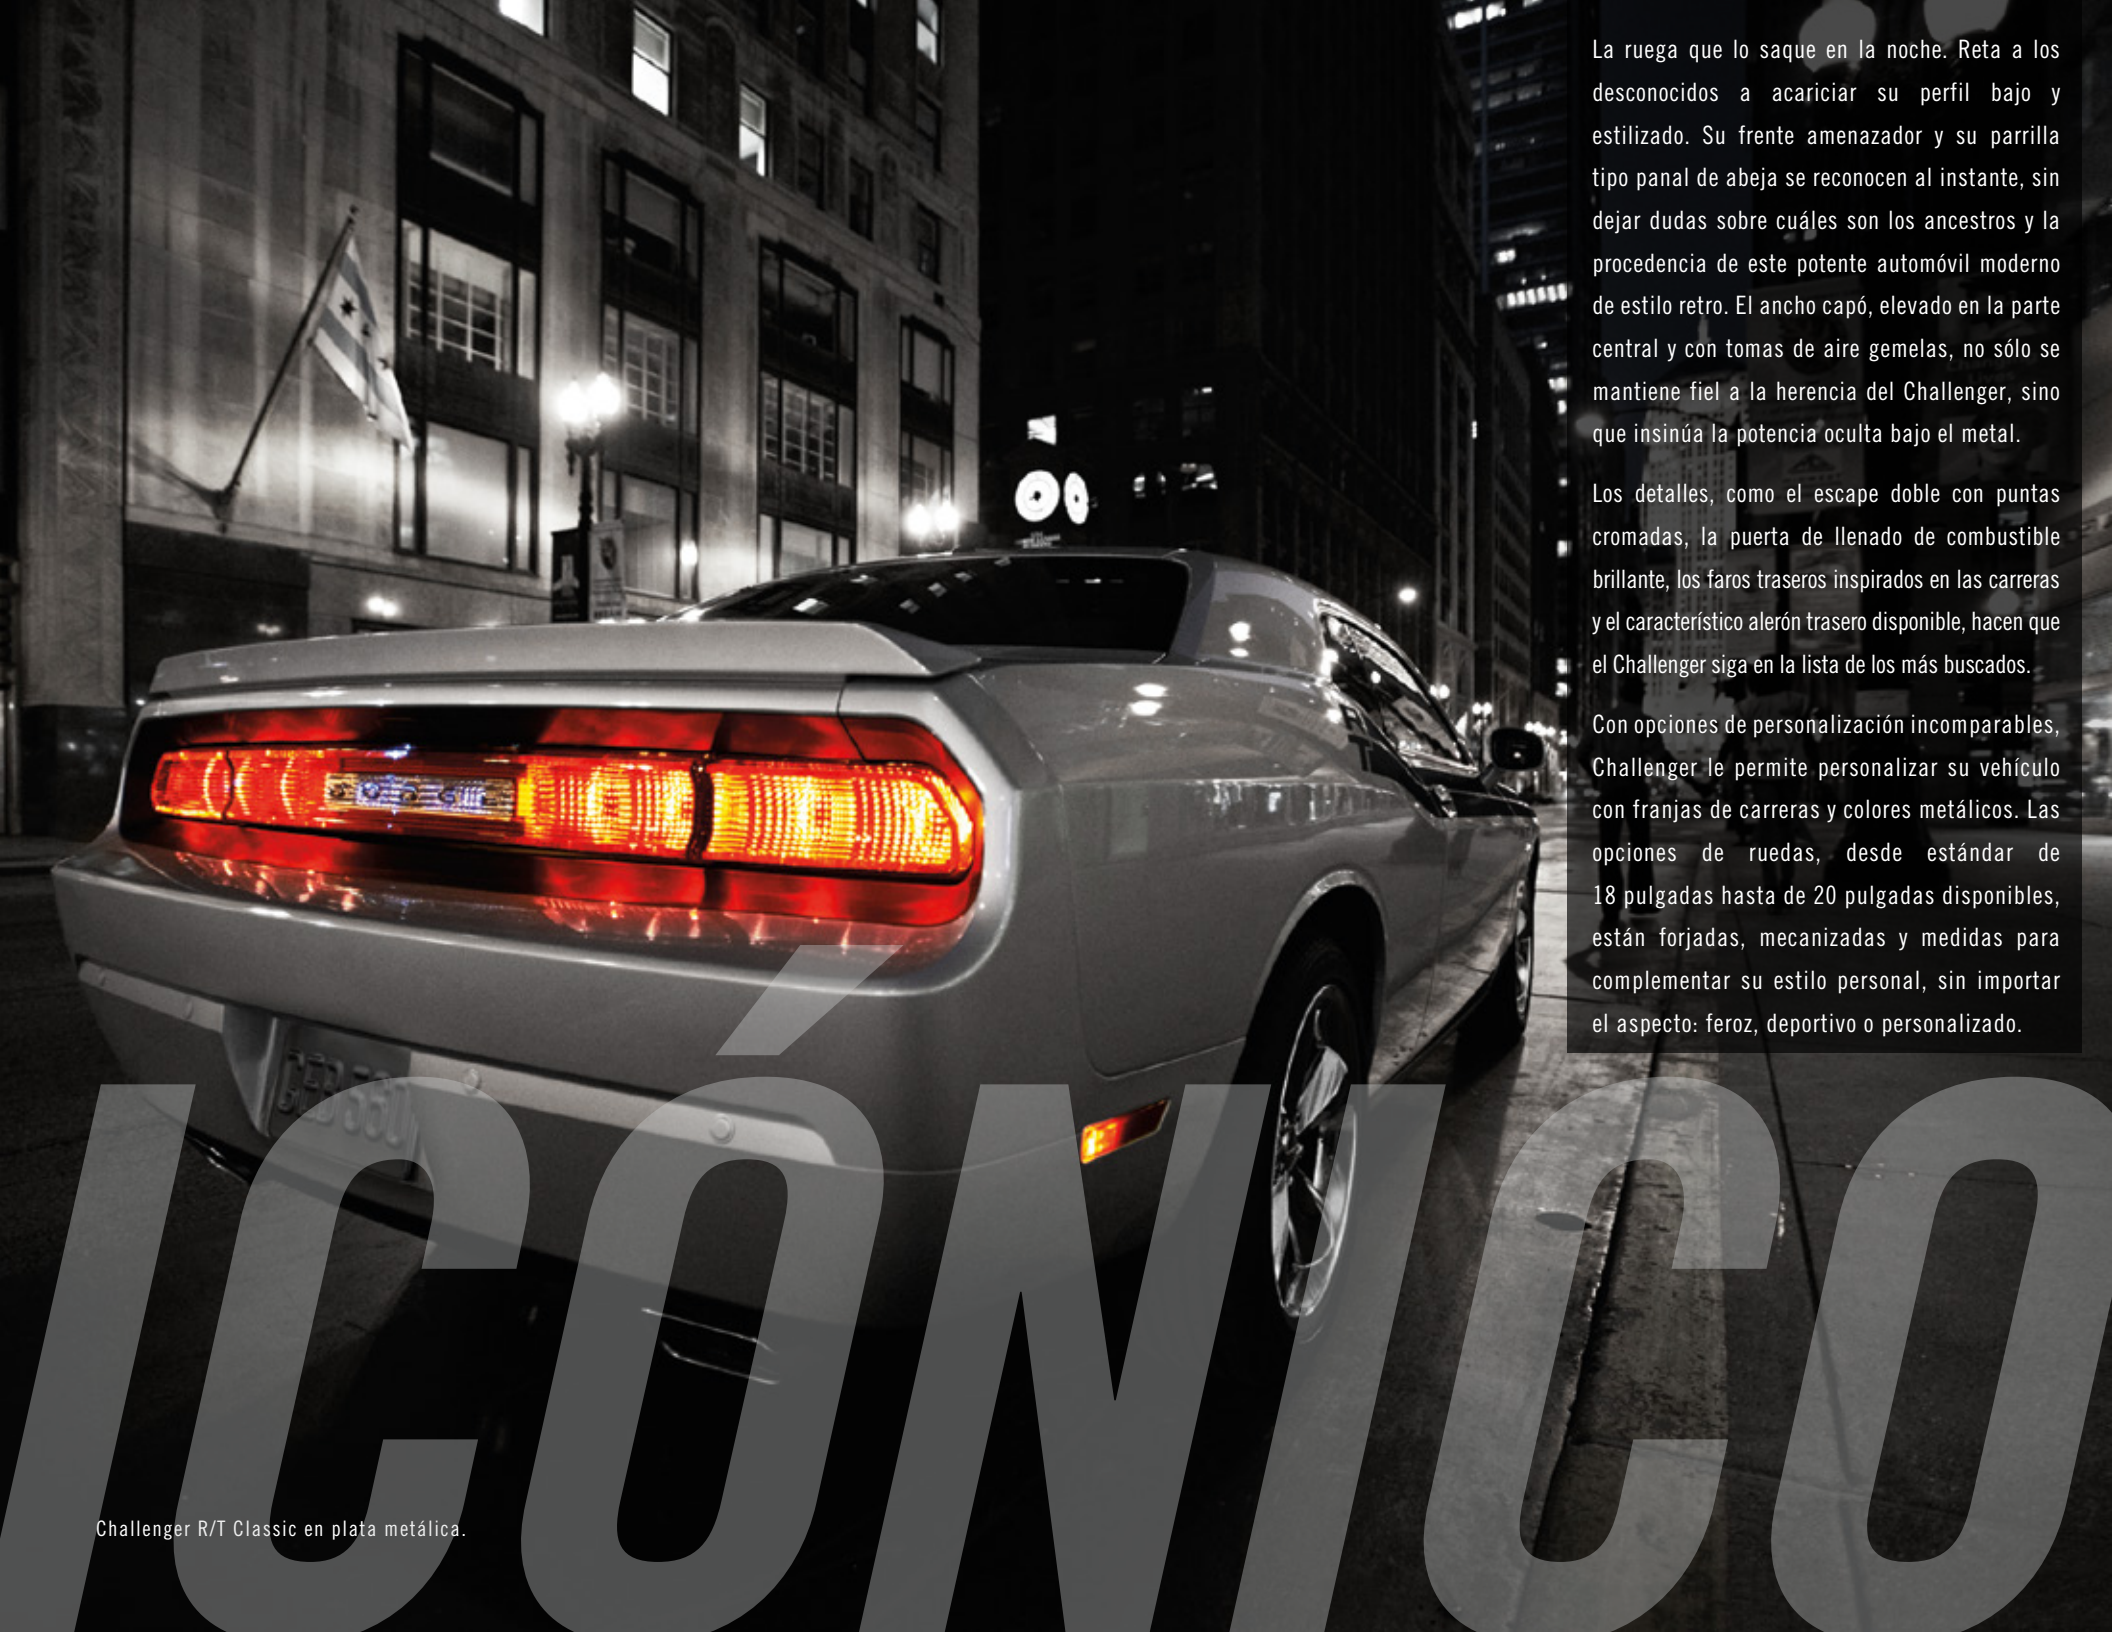 La ruega que lo saque en la noche. Reta a los
desconocidos a acariciar su perfil bajo y
estilizado. Su frente amenazador y su parrilla
tipo panal de abeja se reconocen al instante, sin
dejar dudas sobre cuáles son los ancestros y la
procedencia de este potente automóvil moderno
de estilo retro. El ancho capó, elevado en la parte
central y con tomas de aire gemelas, no sólo se
mantiene fiel a la herencia del Challenger, sino
que insinúa la potencia oculta bajo el metal.
Los detalles, como el escape doble con puntas
cromadas, la puerta de llenado de combustible
brillante, los faros traseros inspirados en las carreras
y el característico alerón trasero disponible, hacen que
el Challenger siga en la lista de los más buscados.
Con opciones de personalización incomparables,
Challenger le permite personalizar su vehículo
con franjas de carreras y colores metálicos. Las
opciones de ruedas, desde estándar de
18 pulgadas hasta de 20 pulgadas disponibles,
están forjadas, mecanizadas y medidas para
complementar su estilo personal, sin importar
el aspecto: feroz, deportivo o personalizado.
ICÓNICO
Challenger R/T Classic en plata metálica.